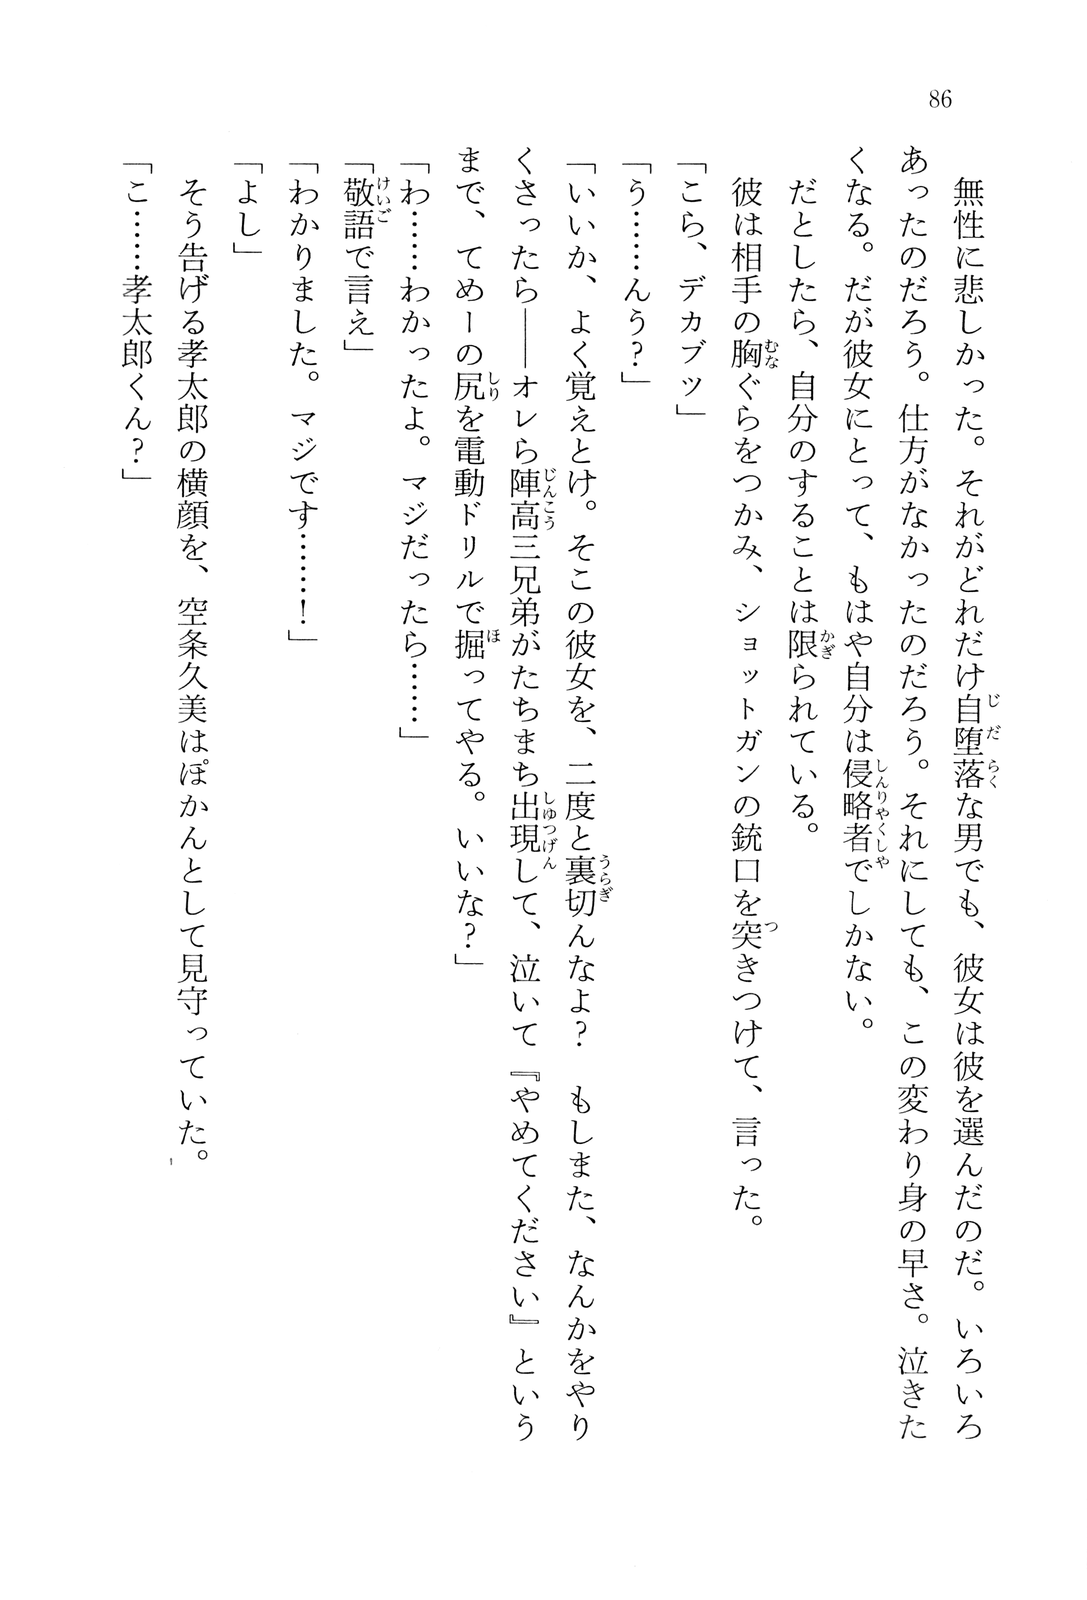 86
　無性に悲しかった。それがどれだけ自堕落な男でも、彼女は彼を選んだのだ。いろいろ
あったのだろう。仕方がなかったのだろう。それにしても、この変わり身の早さ。泣きた
くなる。だが彼女にとって、もはや自分は侵略者でしかない。
　だとしたら、自分のすることは限られている。
　彼は相手の胸ぐらをつかみ、ショットガンの銃口を突きつけて、言った。
「こら、デカブツ」
「う……んう？」
「いいか、よく覚えとけ。そこの彼女を、二度と裏切んなよ？　もしまた、なんかをやり
くさったら――オレら陣高三兄弟がたちまち出現して、泣いて『やめてください』という
まで、てめーの尻を電動ドリルで掘ってやる。いいな？」
「わ……わかったよ。マジだったら……」
「敬語で言え」
「わかりました。マジです……！」
「よし」
　そう告げる孝太郎の横顔を、空条久美はぽかんとして見守っていた。
「こ……孝太郎くん？」